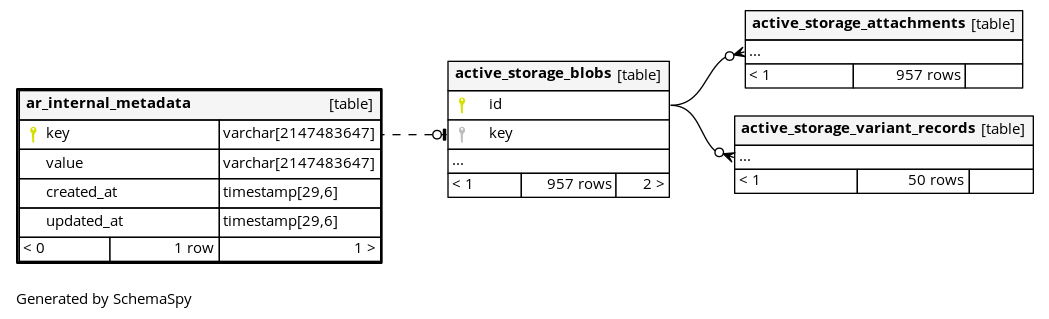 ar_internal_metadata [table]
key varchar[2147483647]
value varchar[2147483647]
created_at timestamp[29,6]
updated_at timestamp[29,6]
< 0 1 row 1 >
active_storage_blobs [table]
id
key
...
< 1 957 rows 2 >
active_storage_attachments [table]
...
< 1 957 rows
active_storage_variant_records [table]
...
< 1 50 rows
Generated by SchemaSpy